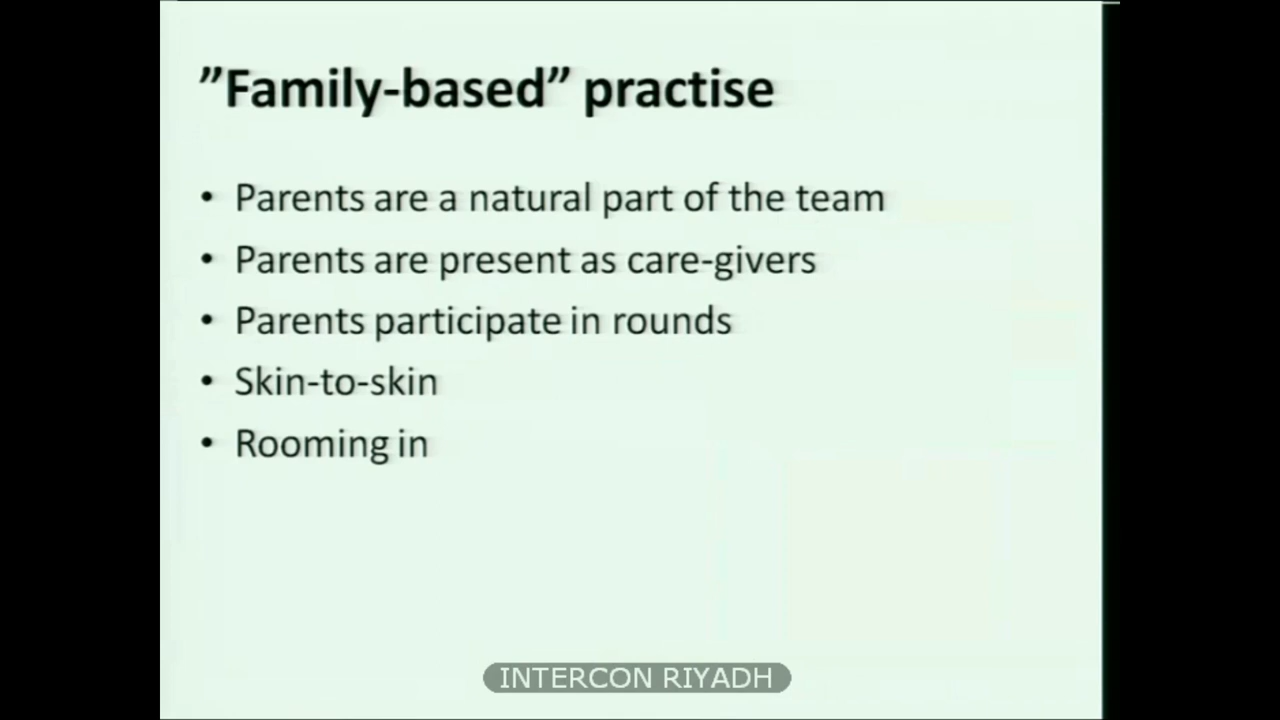 ”Family-based” practise
• Parents are a natural part of the team
• Parents are present as care-givers
• Parents participate in rounds
• Skin-to-skin
• Rooming in
INTERCON RIYADH